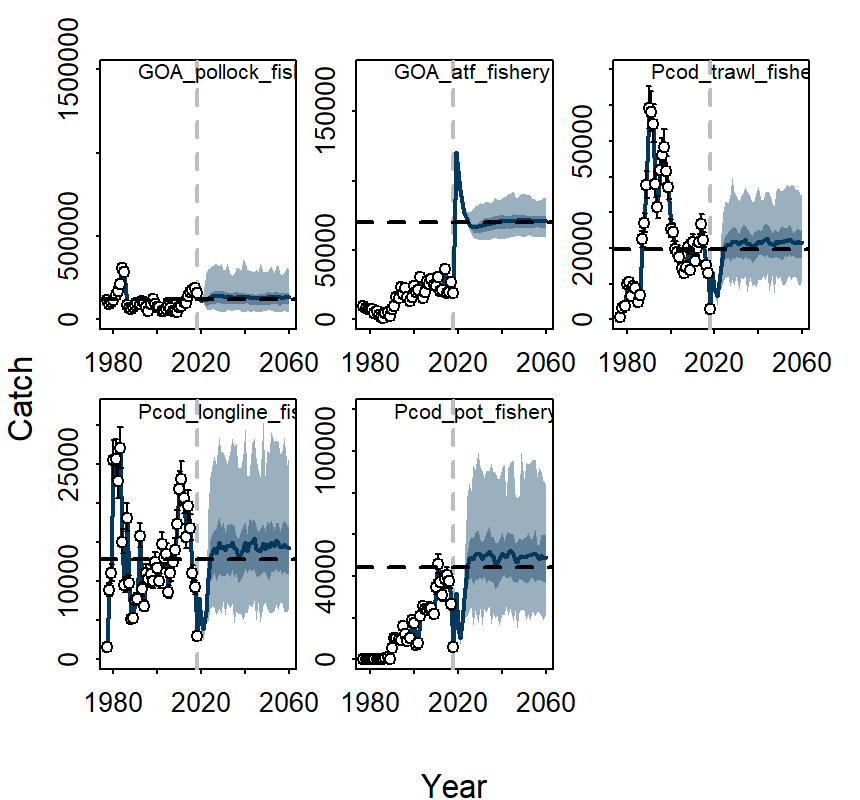 GOA_pollock_fish
GOA_atf_fishery
Pcod_trawl_fishe
0 500000 1500000
0 50000 150000
0 20000 50000
1980 2020 2060
1980 2020 2060
1980 2020 2060
Pcod_longline_fis
Pcod_pot_fishery
0 10000 25000
0 40000 100000
1980 2020 2060
1980 2020 2060
Catch
Year